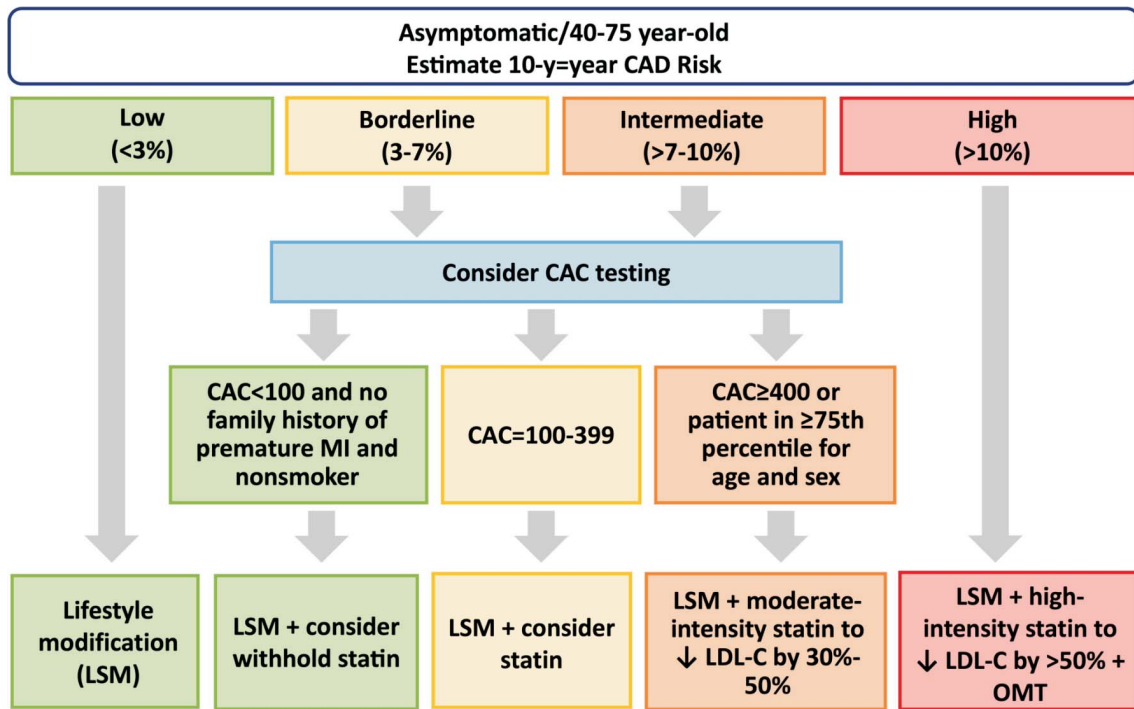 Asymptomatic/40-75 year-old
Estimate 10-y=year CAD Risk
Low
(<3%)
Borderline
(3-7%)
Intermediate
(>7-10%)
High
(>10%)
Consider CAC testing
CAC<100 and no
family history of
premature MI and
nonsmoker
CAC=100-399
CAC≥400 or
patient in ≥75th
percentile for
age and sex
Lifestyle
modification
(LSM)
LSM + consider
withhold statin
LSM + consider
statin
LSM + moderate-
intensity statin to
↓ LDL-C by 30%-
50%
LSM + high-
intensity statin to
↓ LDL-C by >50% +
OMT